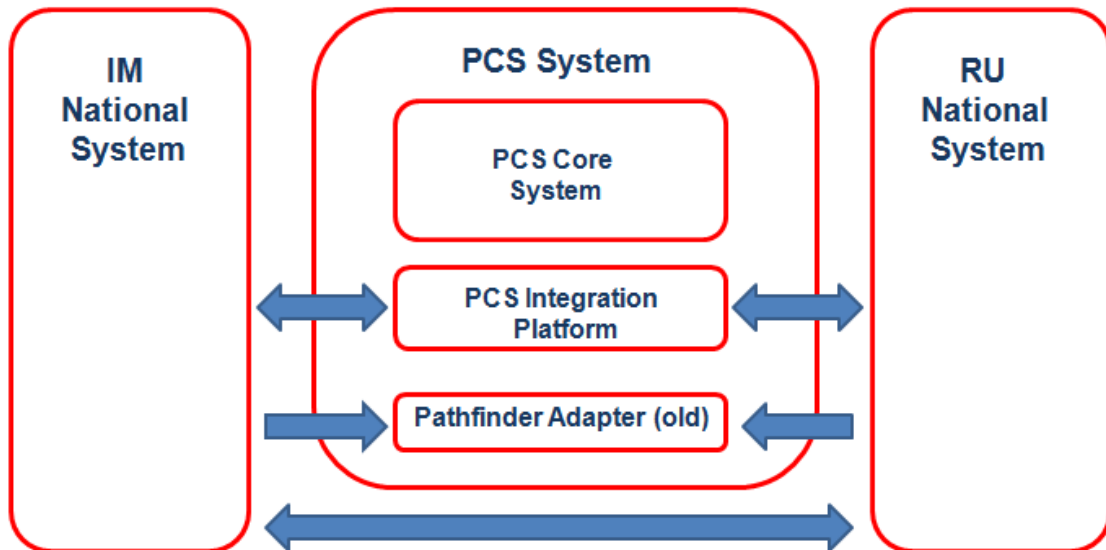 IM
National
System
PCS System
PCS Core
System
PCS Integration
Platform
Pathfinder Adapter (old)
RU
National
System